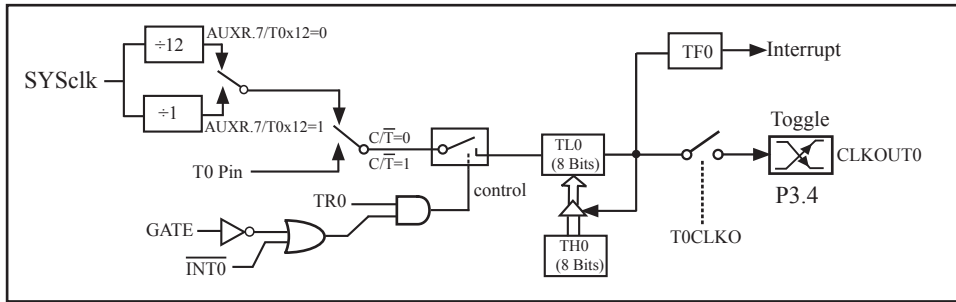 AUXR.7/T0x12=0
÷12
SYSclk
÷1
AUXR.7/T0x12=1
T0 Pin
C/T̅=0
C/T̅=1
TR0
GATE
I̅N̅T̅0̅
control
TL0
(8 Bits)
TH0
(8 Bits)
TF0
Interrupt
Toggle
CLKOUT0
P3.4
T0CLKO